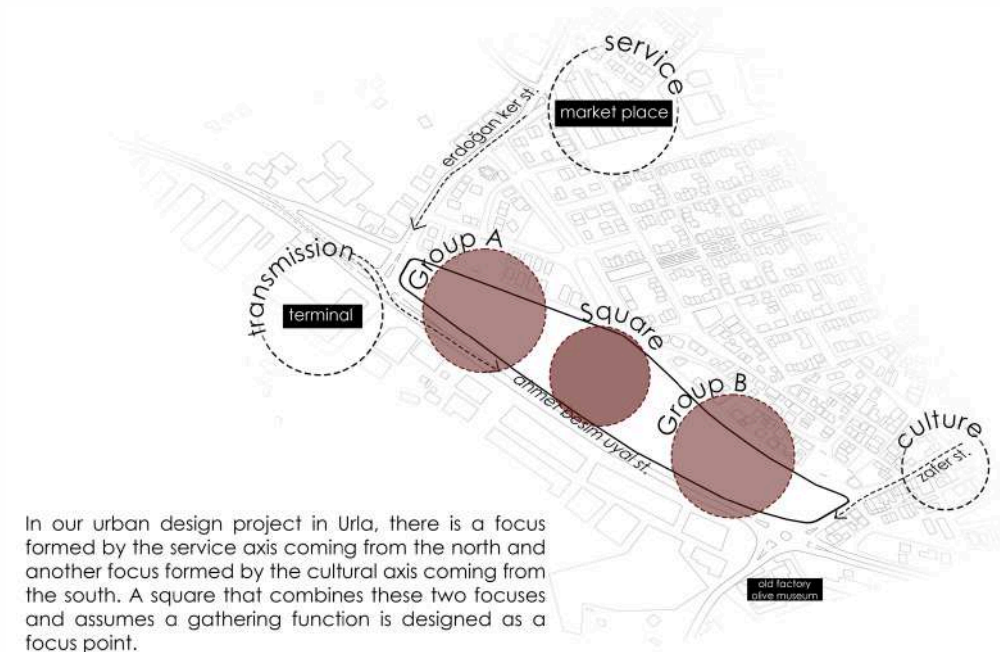 service
market place
erdoğan ker st.
Group A
transmission
terminal
Square
ahmet besim uyal st.
Group B
culture
zafer st.
old factory
olive museum
In our urban design project in Urla, there is a focus
formed by the service axis coming from the north and
another focus formed by the cultural axis coming from
the south. A square that combines these two focuses
and assumes a gathering function is designed as a
focus point.